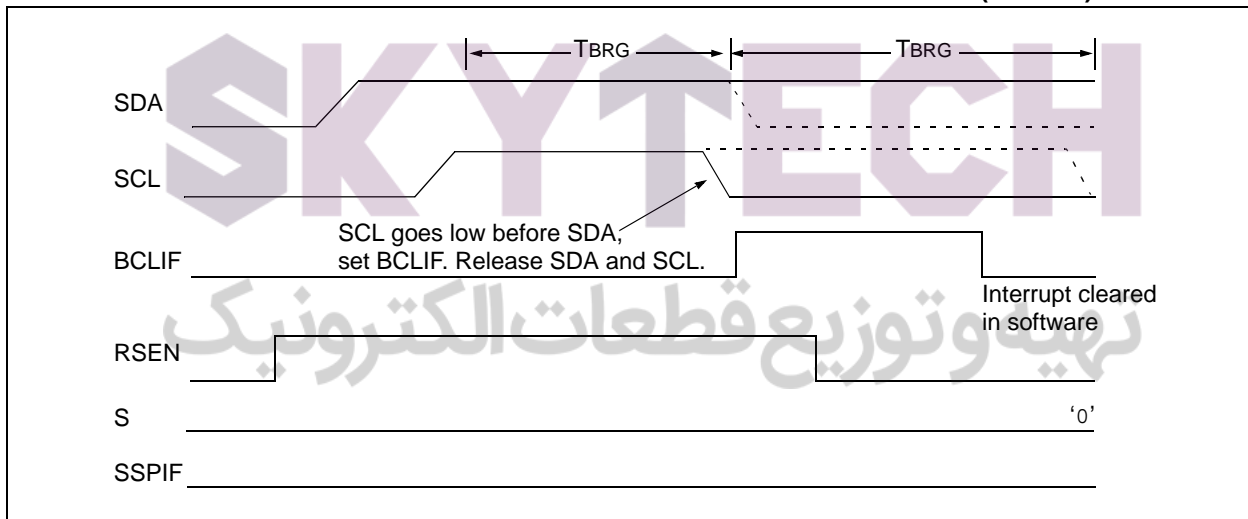 TBRG TBRG
SDA
SCL
SCL goes low before SDA,
set BCLIF. Release SDA and SCL.
BCLIF
Interrupt cleared
in software
RSEN
S '0'
SSPIF
SKYTECH
تهیه و توزیع قطعات الکترونیک